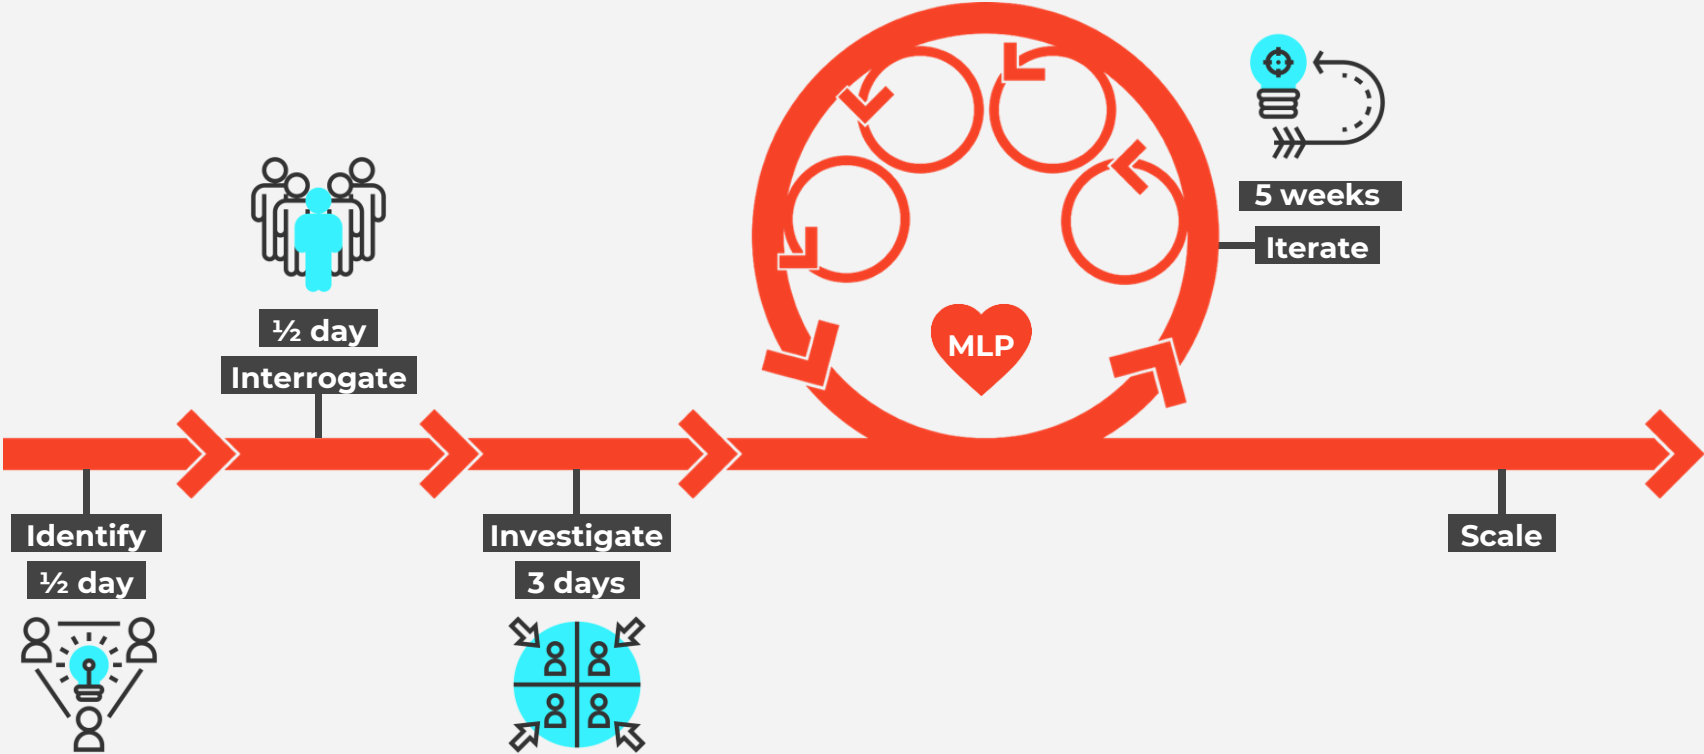 Identify
½ day
½ day
Interrogate
Investigate
3 days
MLP
5 weeks
Iterate
Scale